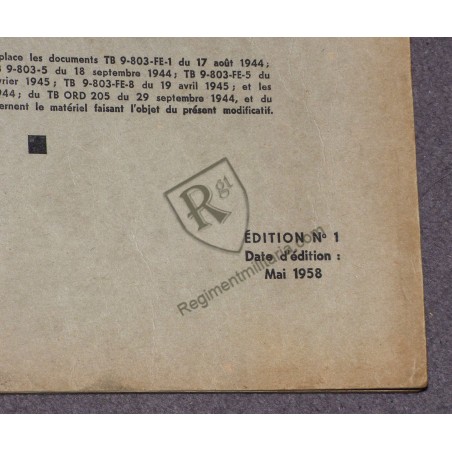 place les documents TB 9-803-FE-1 du 17 août 1944 ;
9-803-5 du 18 septembre 1944 ; TB 9-803-FE-5 du
vrier 1945 ; TB 9-803-FE-8 du 19 avril 1945 ; et les
944 ; du TB ORD 205 du 29 septembre 1944, et du
ernent le matériel faisant l'objet du présent modificatif.
Rgt
Regimentmilitaria.com
ÉDITION N° 1
Date d'édition :
Mai 1958